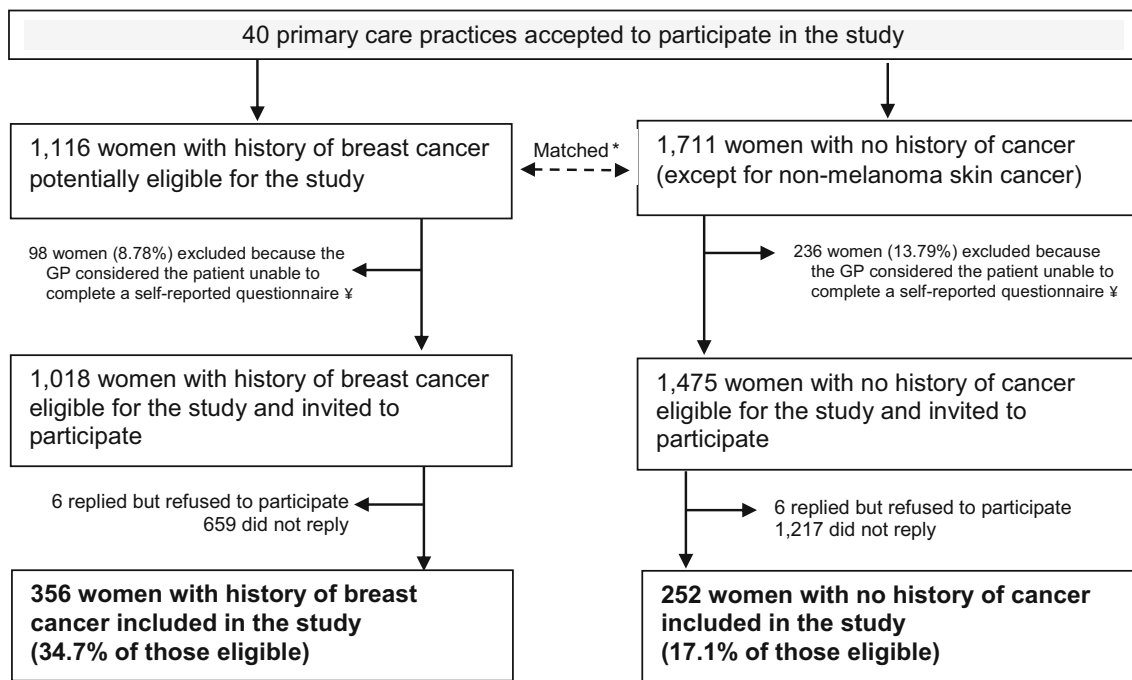 40 primary care practices accepted to participate in the study
1,116 women with history of breast cancer
potentially eligible for the study
Matched *
1,711 women with no history of cancer
(except for non-melanoma skin cancer)
98 women (8.78%) excluded because the
GP considered the patient unable to
complete a self-reported questionnaire ¥
236 women (13.79%) excluded because
the GP considered the patient unable to
complete a self-reported questionnaire ¥
1,018 women with history of breast cancer
eligible for the study and invited to
participate
1,475 women with no history of cancer
eligible for the study and invited to
participate
6 replied but refused to participate
659 did not reply
6 replied but refused to participate
1,217 did not reply
356 women with history of breast
cancer included in the study
(34.7% of those eligible)
252 women with no history of cancer
included in the study
(17.1% of those eligible)